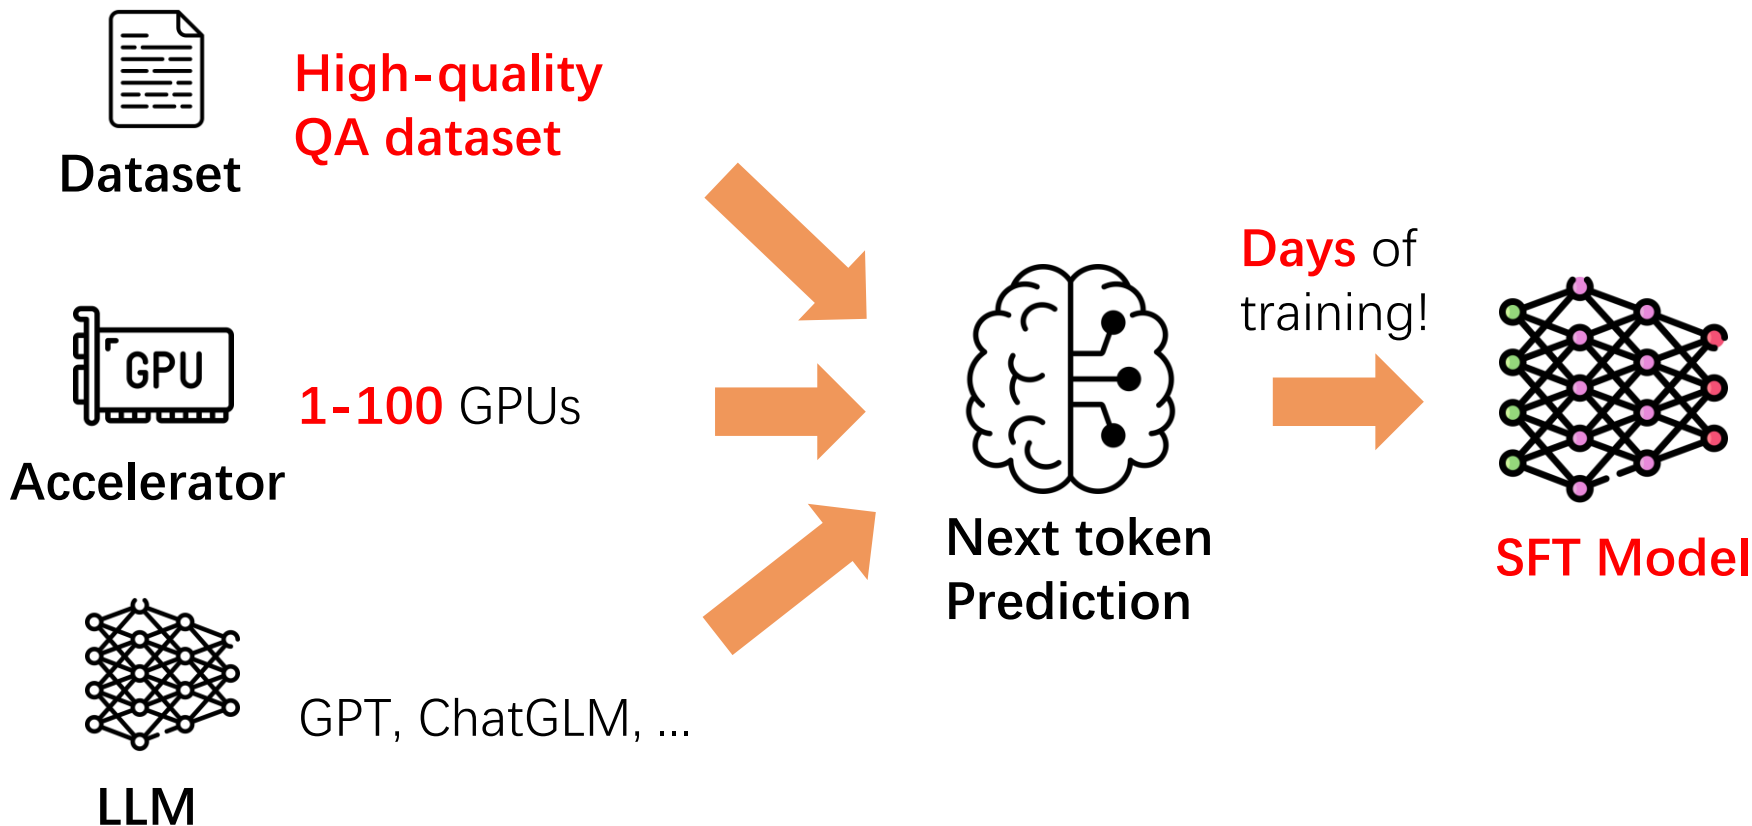 High-quality
QA dataset
Dataset
GPU
1-100 GPUs
Accelerator
GPT, ChatGLM, ...
LLM
Next token
Prediction
Days of
training!
SFT Model